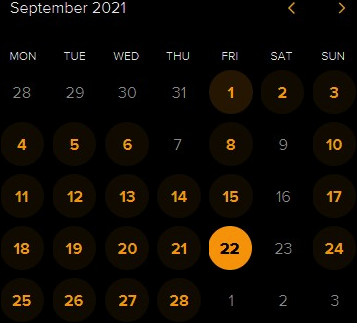 September 2021
MON TUE WED THU FRI SAT SUN
28 29 30 31 1 2 3
4 5 6 7 8 9 10
11 12 13 14 15 16 17
18 19 20 21 22 23 24
25 26 27 28 1 2 3